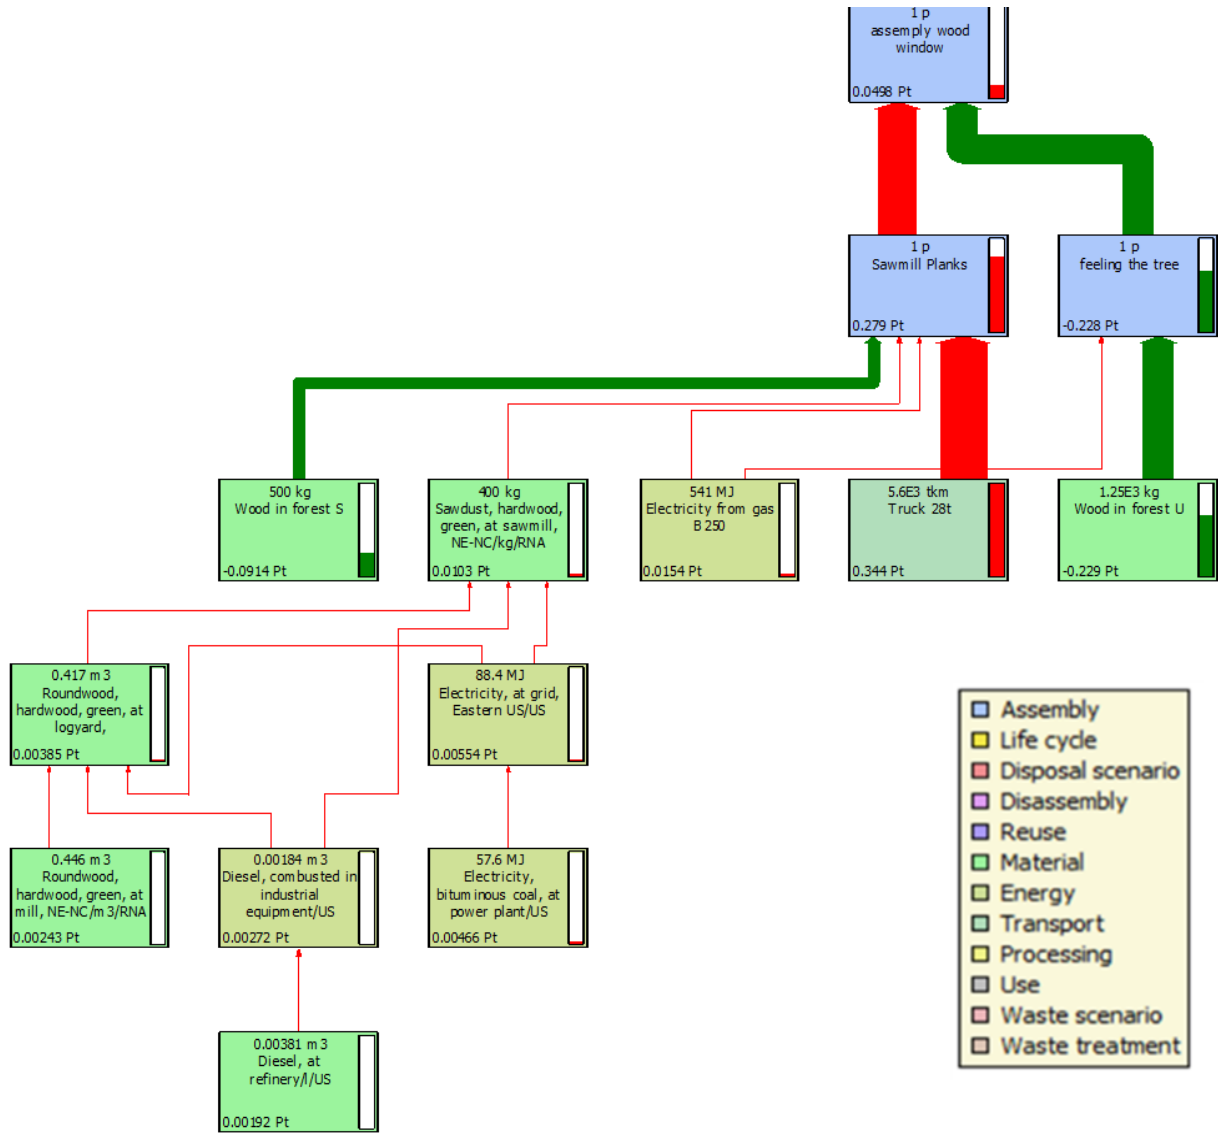 1 p
assemply wood
window
0.0498 Pt
1 p
Sawmill Planks
0.279 Pt
1 p
feeling the tree
-0.228 Pt
500 kg
Wood in forest S
-0.0914 Pt
400 kg
Sawdust, hardwood,
green, at sawmill,
NE-NC/kg/RNA
0.0103 Pt
541 MJ
Electricity from gas
B250
0.0154 Pt
5.6E3 tkm
Truck 28t
0.344 Pt
1.25E3 kg
Wood in forest U
-0.229 Pt
0.417 m3
Roundwood,
hardwood, green, at
logyard,
0.00385 Pt
88.4 MJ
Electricity, at grid,
Eastern US/US
0.00554 Pt
0.446 m3
Roundwood,
hardwood, green, at
mill, NE-NC/m3/RNA
0.00243 Pt
0.00184 m3
Diesel, combusted in
industrial
equipment/US
0.00272 Pt
57.6 MJ
Electricity,
bituminous coal, at
power plant/US
0.00466 Pt
0.00381 m3
Diesel, at
refinery/l/US
0.00192 Pt
Assembly
Life cycle
Disposal scenario
Disassembly
Reuse
Material
Energy
Transport
Processing
Use
Waste scenario
Waste treatment